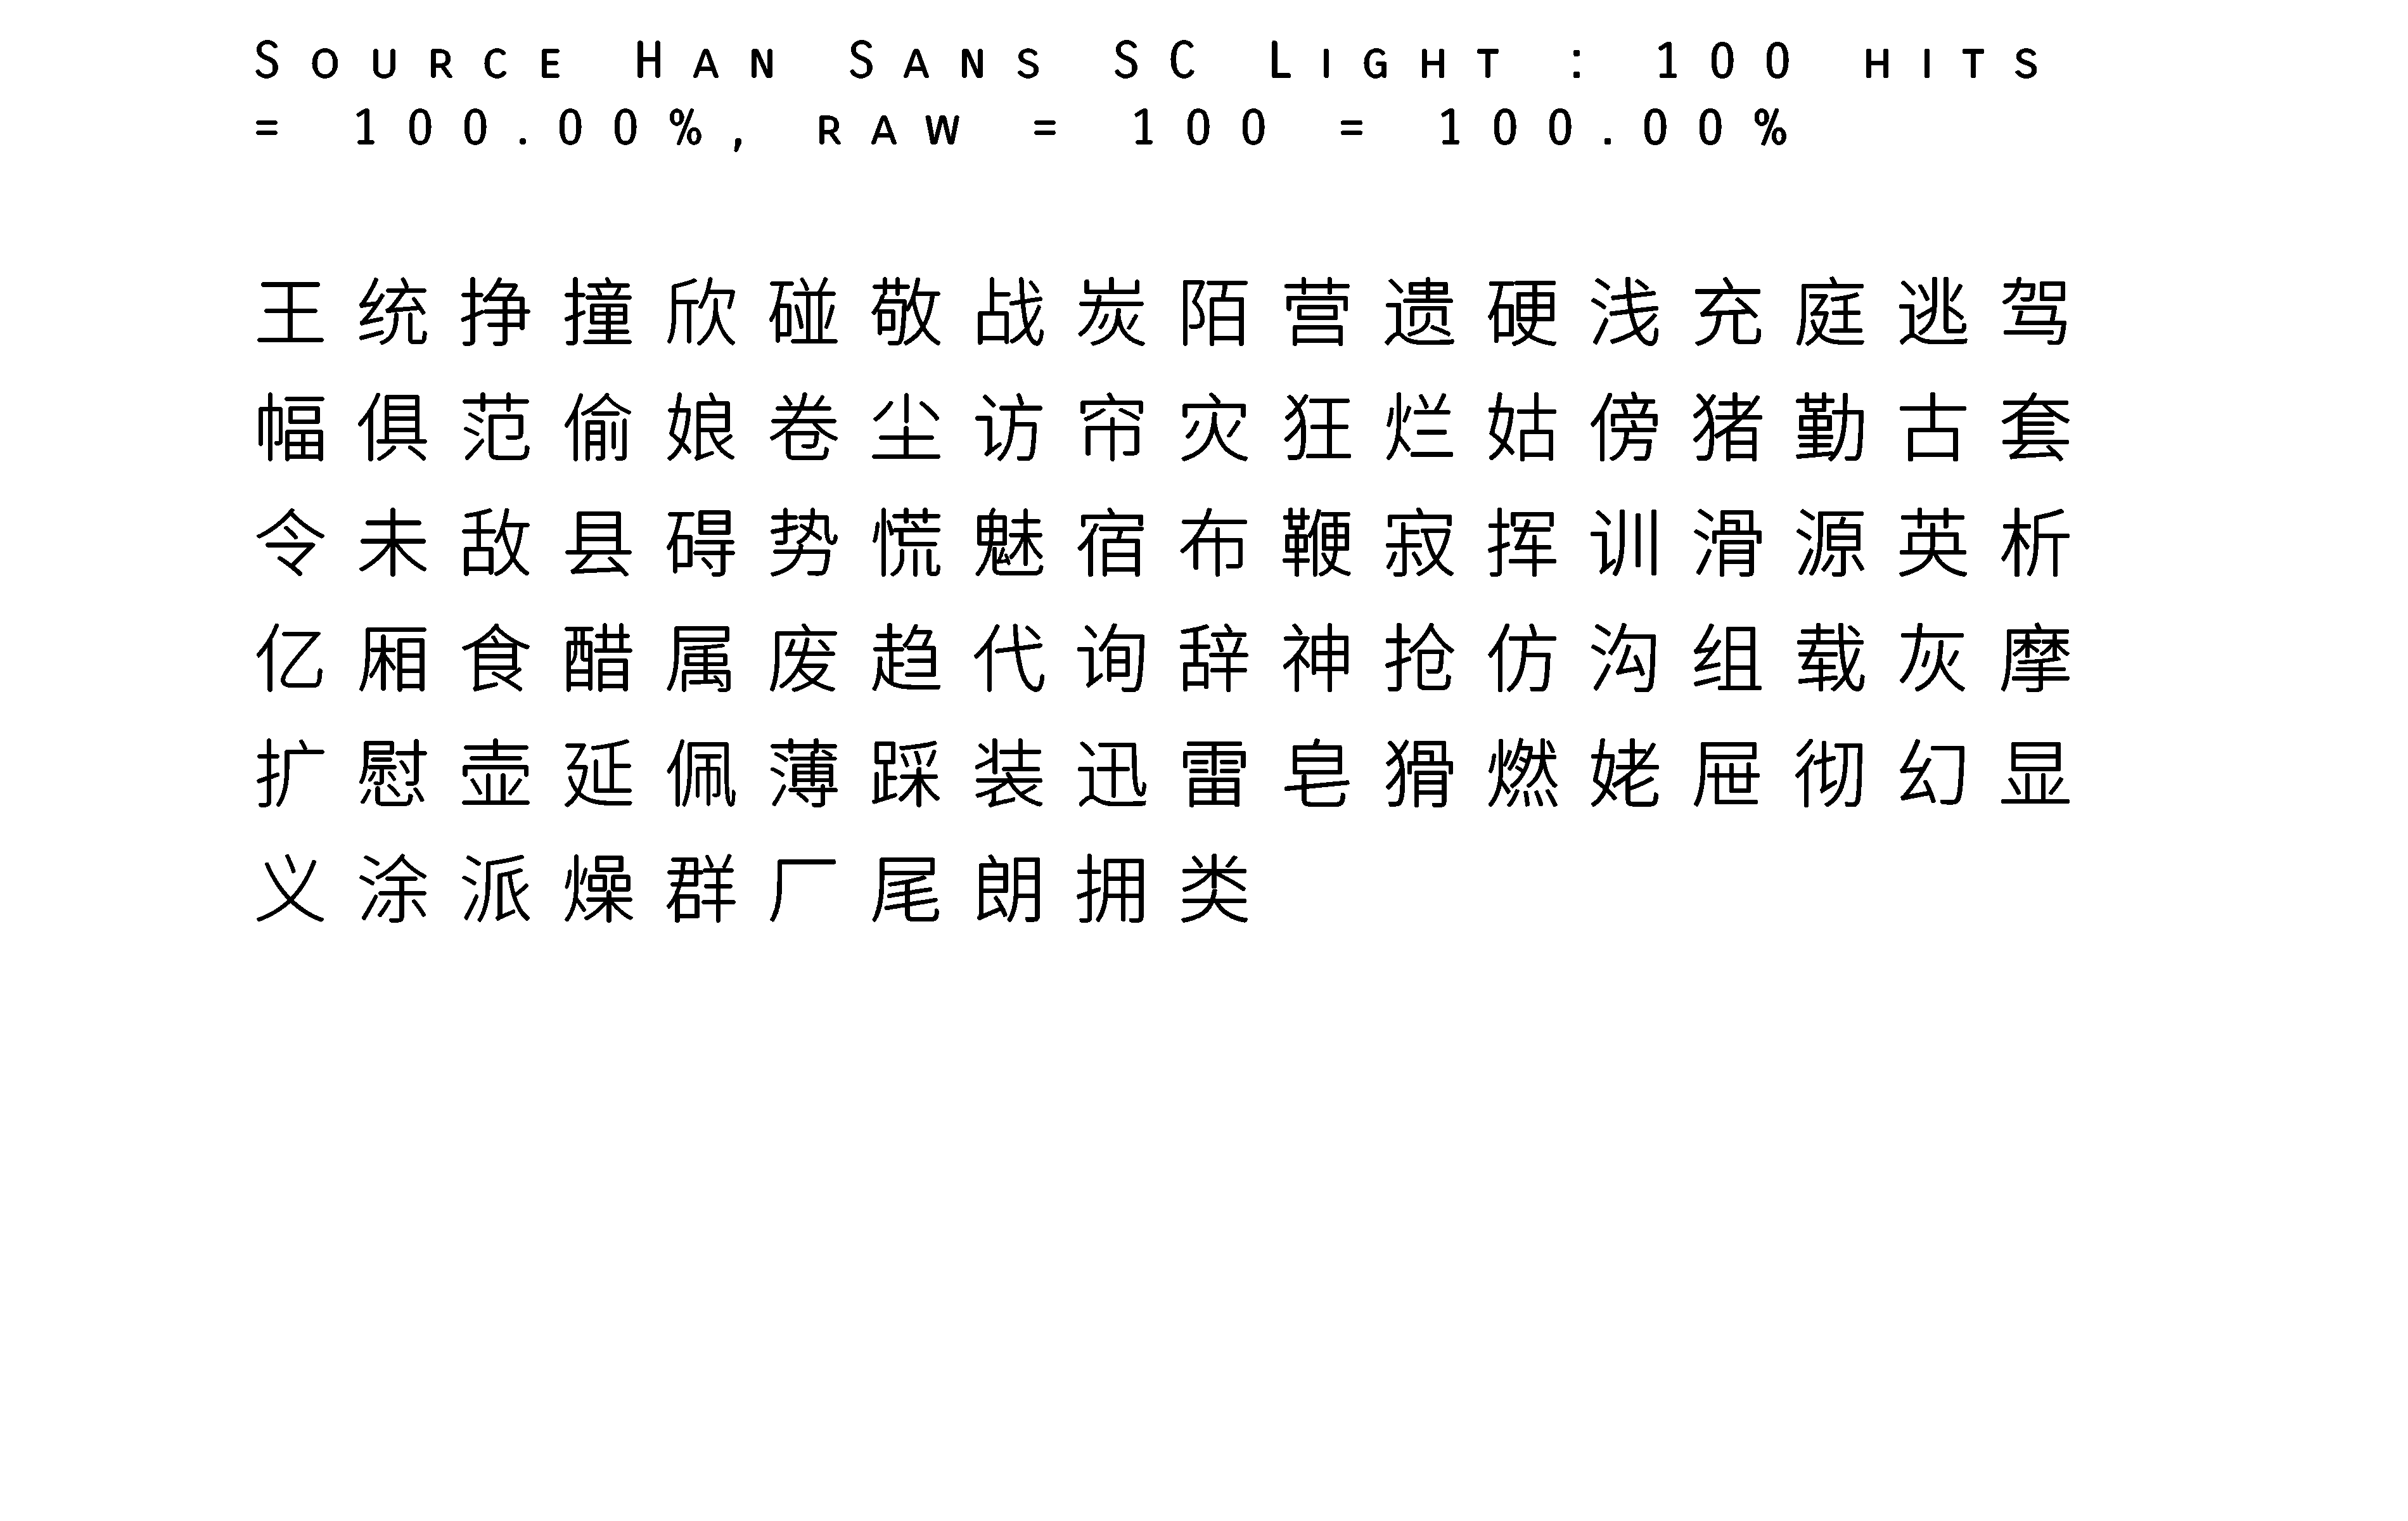 Source Han Sans SC Light : 100 hits
= 100.00%, raw = 100 = 100.00%
王统挣撞欣碰敬战炭陌营遗硬浅充庭逃驾
幅俱范偷娘卷尘访帘灾狂烂姑傍猪勤古套
令未敌县碍势慌魅宿布鞭寂挥训滑源英析
亿厢食醋属废趋代询辞神抢仿沟组载灰摩
扩慰壶延佩薄踩装迅雷皂猾燃姥屉彻幻显
义涂派燥群厂尾朗拥类